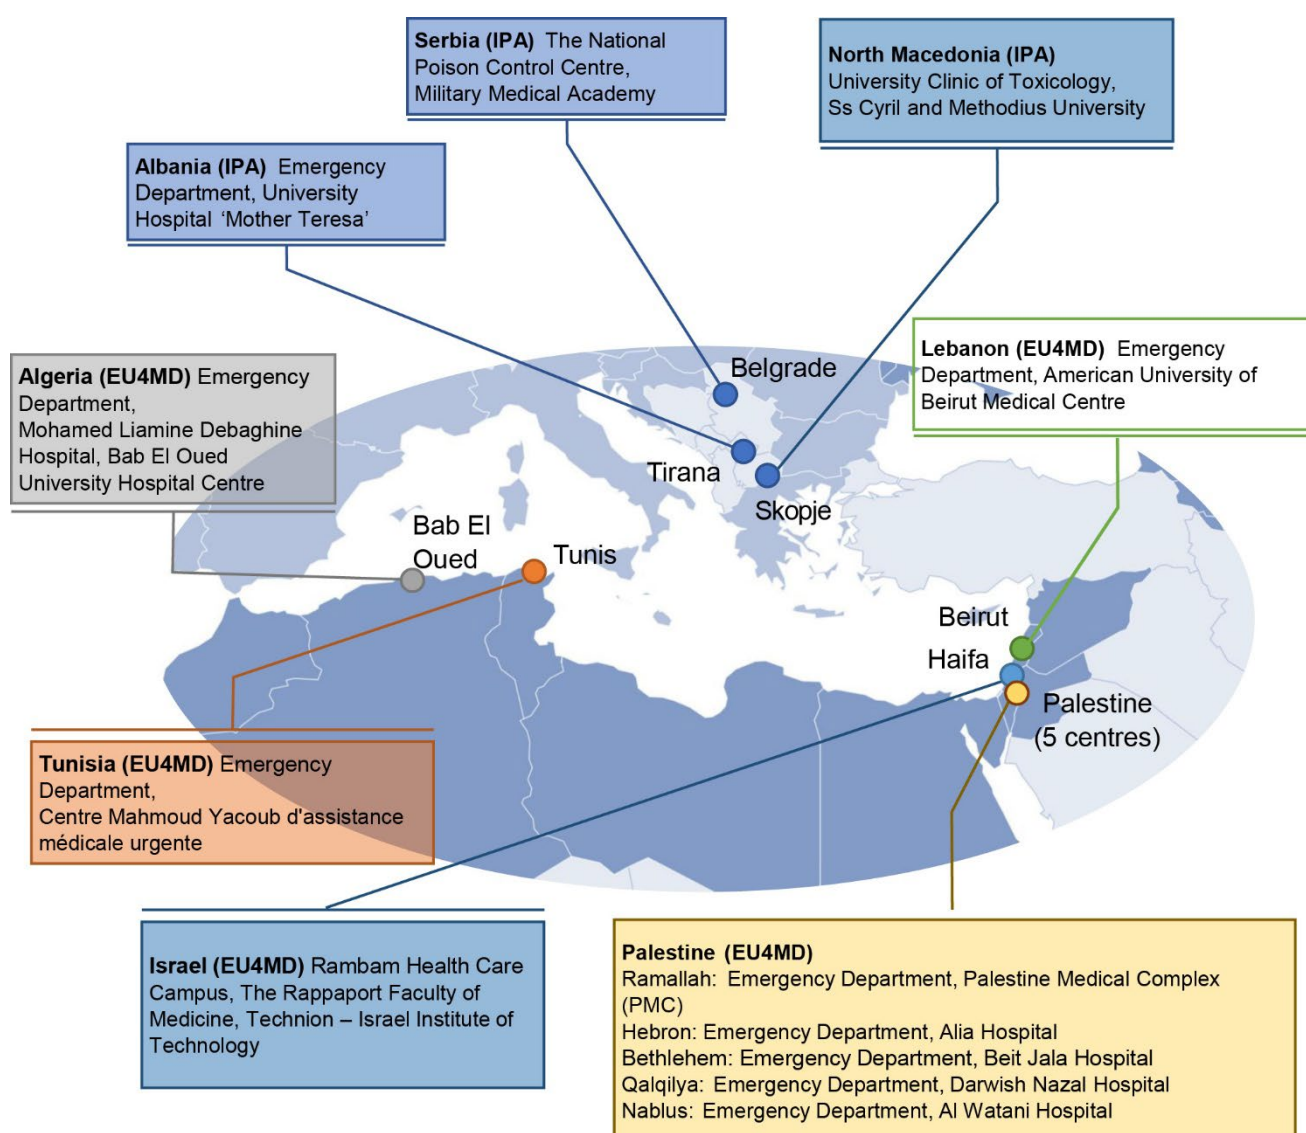 Serbia (IPA) The National
Poison Control Centre,
Military Medical Academy
North Macedonia (IPA)
University Clinic of Toxicology,
Ss Cyril and Methodius University
Albania (IPA) Emergency
Department, University
Hospital ‘Mother Teresa’
Lebanon (EU4MD) Emergency
Department, American University of
Beirut Medical Centre
Algeria (EU4MD) Emergency
Department,
Mohamed Liamine Debaghine
Hospital, Bab El Oued
University Hospital Centre
Belgrade
Tirana
Skopje
Bab El
Oued
Tunis
Beirut
Haifa
Palestine
(5 centres)
Tunisia (EU4MD) Emergency
Department,
Centre Mahmoud Yacoub d'assistance
médicale urgente
Israel (EU4MD) Rambam Health Care
Campus, The Rappaport Faculty of
Medicine, Technion – Israel Institute of
Technology
Palestine (EU4MD)
Ramallah: Emergency Department, Palestine Medical Complex
(PMC)
Hebron: Emergency Department, Alia Hospital
Bethlehem: Emergency Department, Beit Jala Hospital
Qalqilya: Emergency Department, Darwish Nazal Hospital
Nablus: Emergency Department, Al Watani Hospital